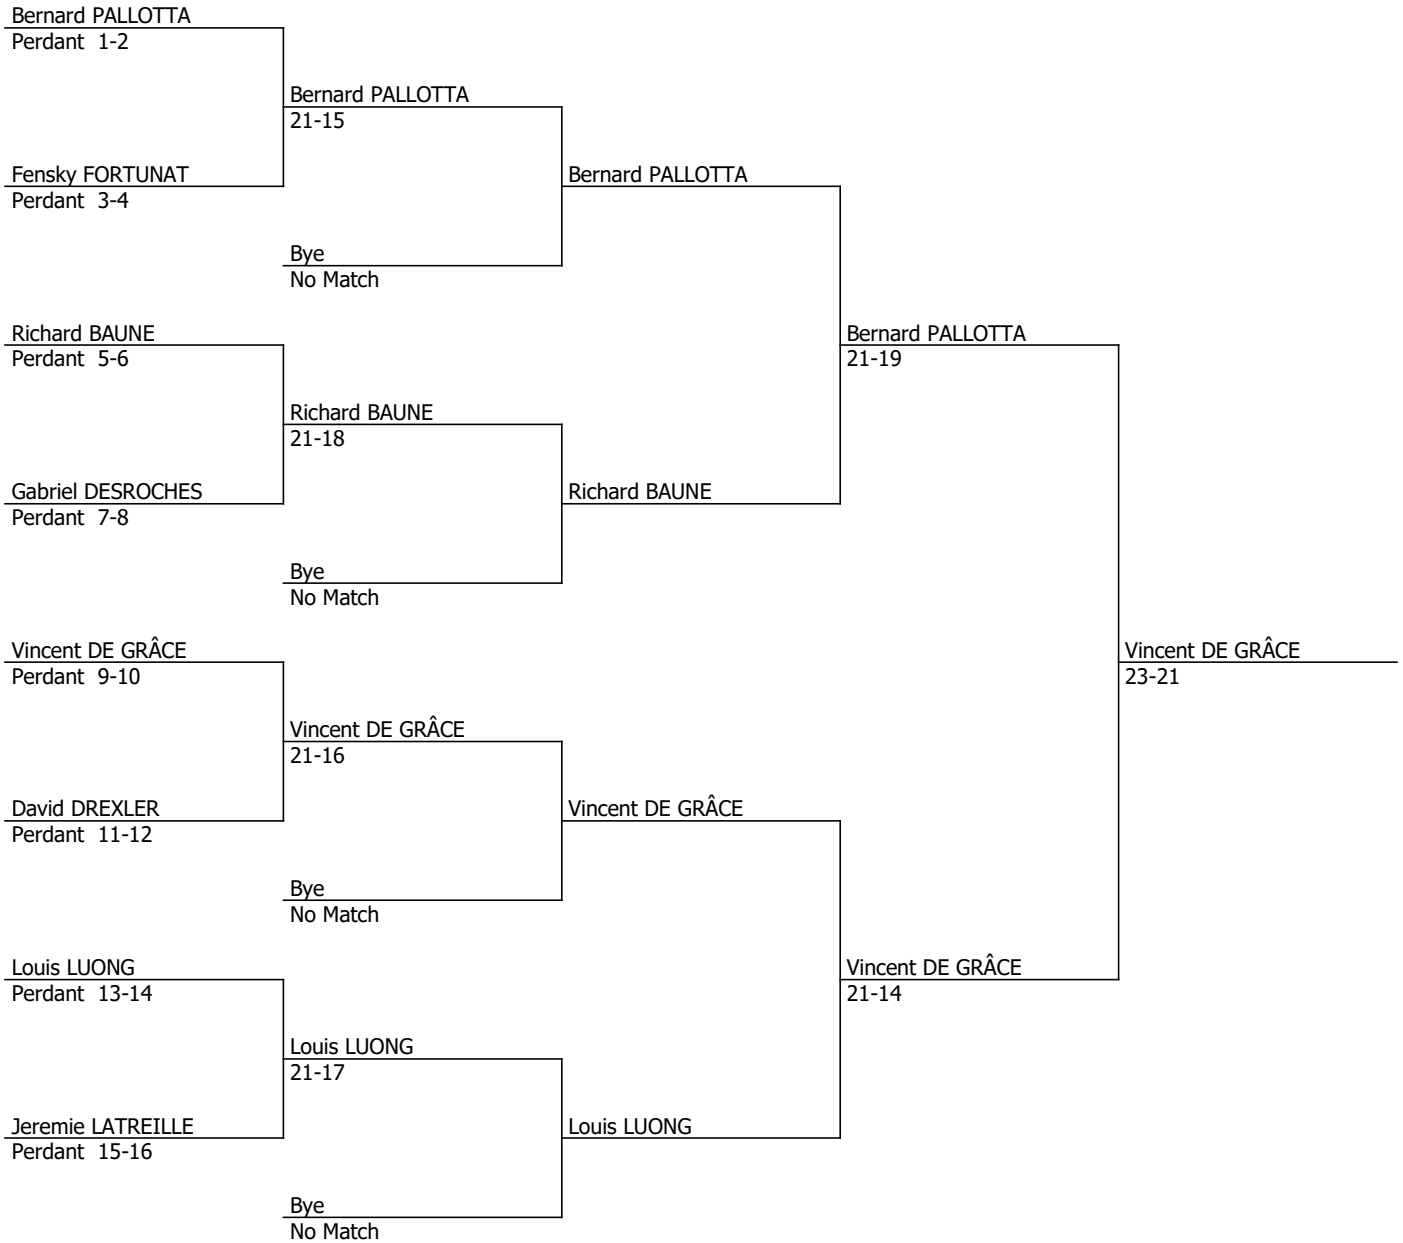 Bernard PALLOTTA
Perdant 1-2
Bernard PALLOTTA
21-15
Fensky FORTUNAT
Perdant 3-4
Bernard PALLOTTA
Bye
No Match
Richard BAUNE
Perdant 5-6
Bernard PALLOTTA
21-19
Richard BAUNE
21-18
Gabriel DESROCHES
Perdant 7-8
Richard BAUNE
Bye
No Match
Vincent DE GRÂCE
Perdant 9-10
Vincent DE GRÂCE
23-21
Vincent DE GRÂCE
21-16
David DREXLER
Perdant 11-12
Vincent DE GRÂCE
Bye
No Match
Louis LUONG
Perdant 13-14
Vincent DE GRÂCE
21-14
Louis LUONG
21-17
Jeremie LATREILLE
Perdant 15-16
Louis LUONG
Bye
No Match